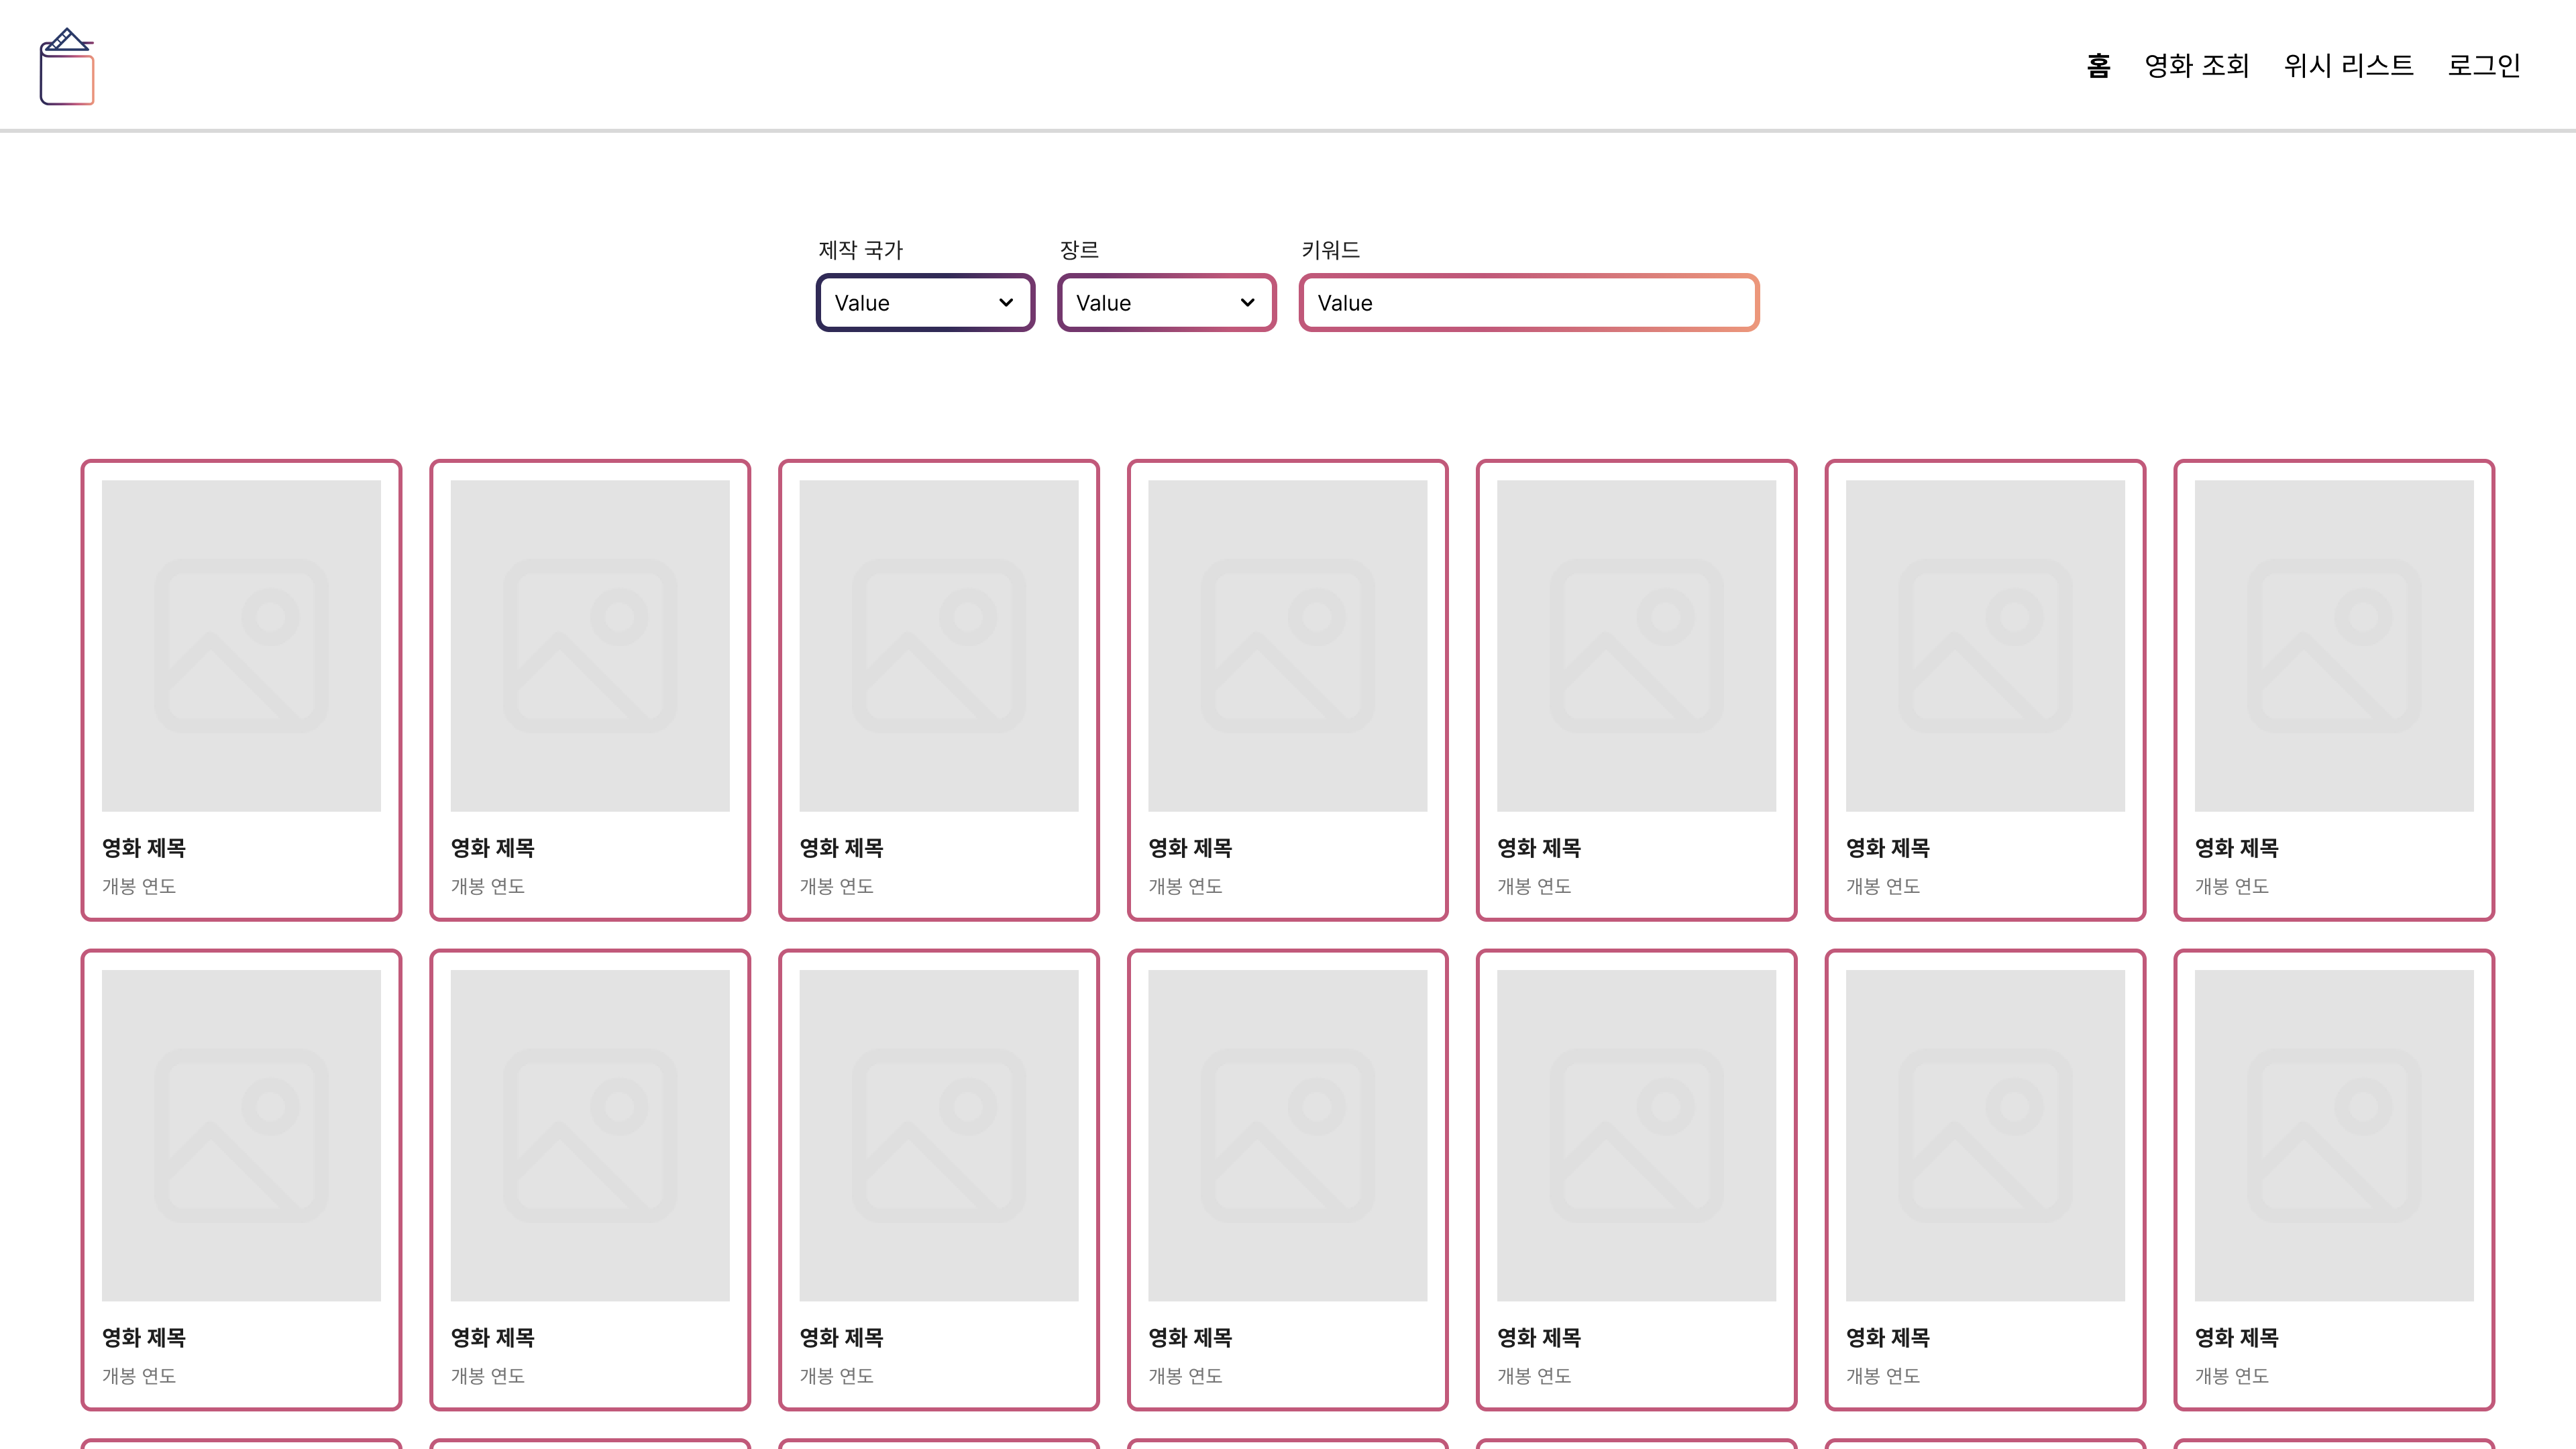 홈 영화 조회 위시 리스트 로그인
제작 국가 장르 키워드
Value Value Value
영화 제목 영화 제목 영화 제목 영화 제목 영화 제목 영화 제목 영화 제목
개봉 연도 개봉 연도 개봉 연도 개봉 연도 개봉 연도 개봉 연도 개봉 연도
영화 제목 영화 제목 영화 제목 영화 제목 영화 제목 영화 제목 영화 제목
개봉 연도 개봉 연도 개봉 연도 개봉 연도 개봉 연도 개봉 연도 개봉 연도